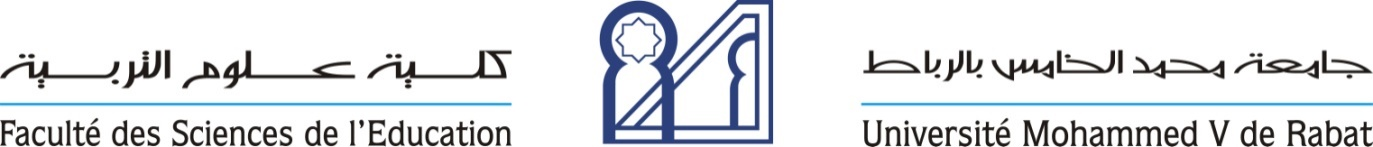 كلية علوم التربية
Faculté des Sciences de l'Education
جامعة محمد الخامس بالرباط
Université Mohammed V de Rabat